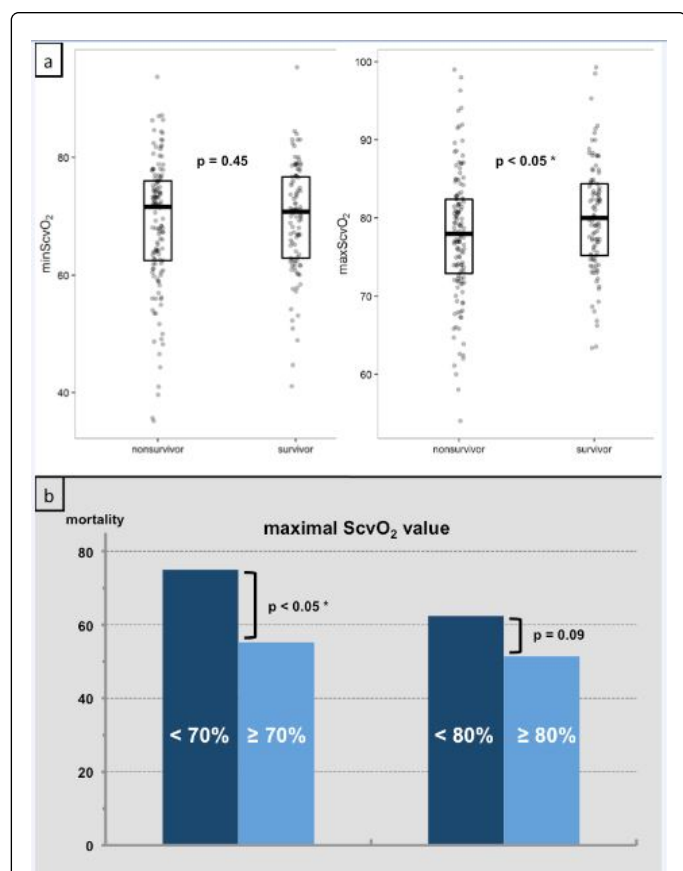 a
minScvO₂
80
60
40
p = 0.45
nonsurvivor
survivor
maxScvO₂
100
90
80
70
60
p < 0.05 *
nonsurvivor
survivor
b
mortality
maximal ScvO₂ value
80
60
40
20
0
p < 0.05 *
p = 0.09
< 70%
≥ 70%
< 80%
≥ 80%